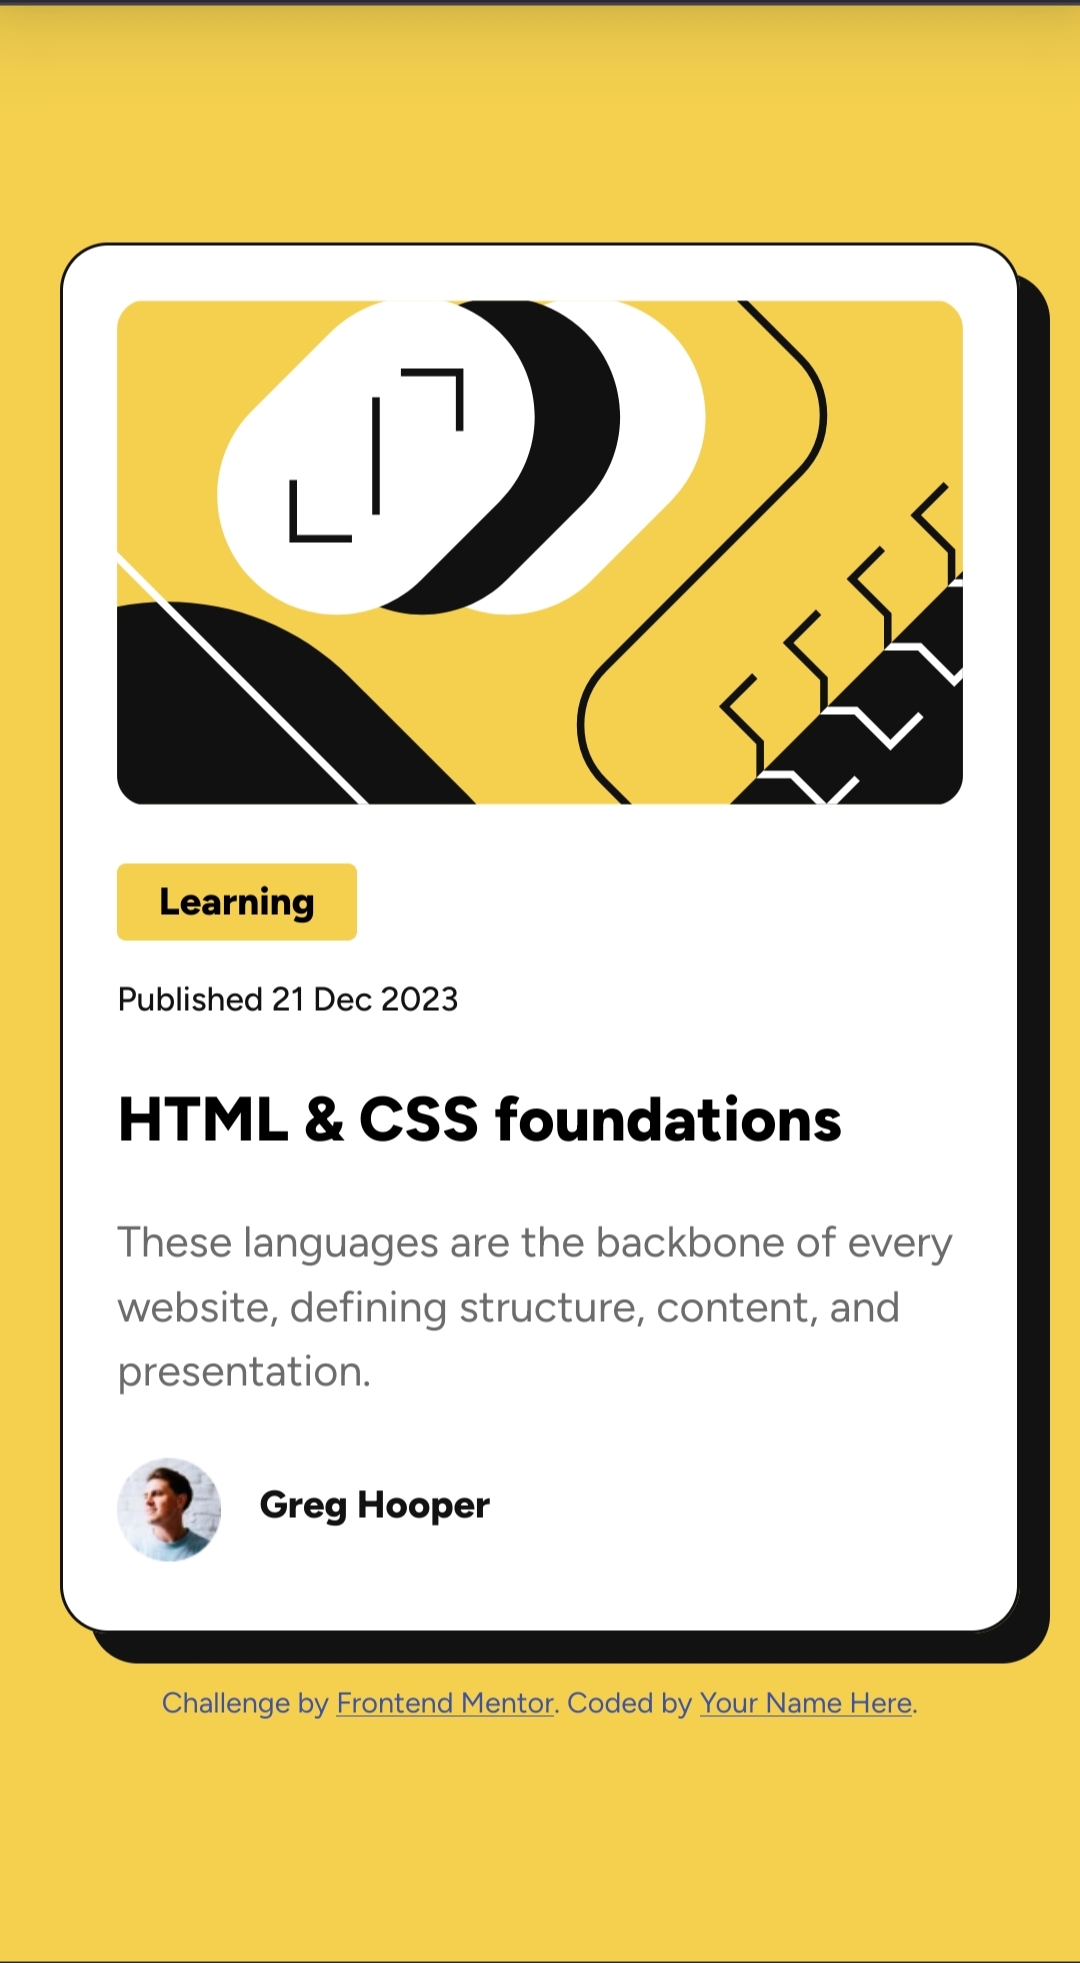 Learning
Published 21 Dec 2023
HTML & CSS foundations
These languages are the backbone of every
website, defining structure, content, and
presentation.
Greg Hooper
Challenge by Frontend Mentor. Coded by Your Name Here.